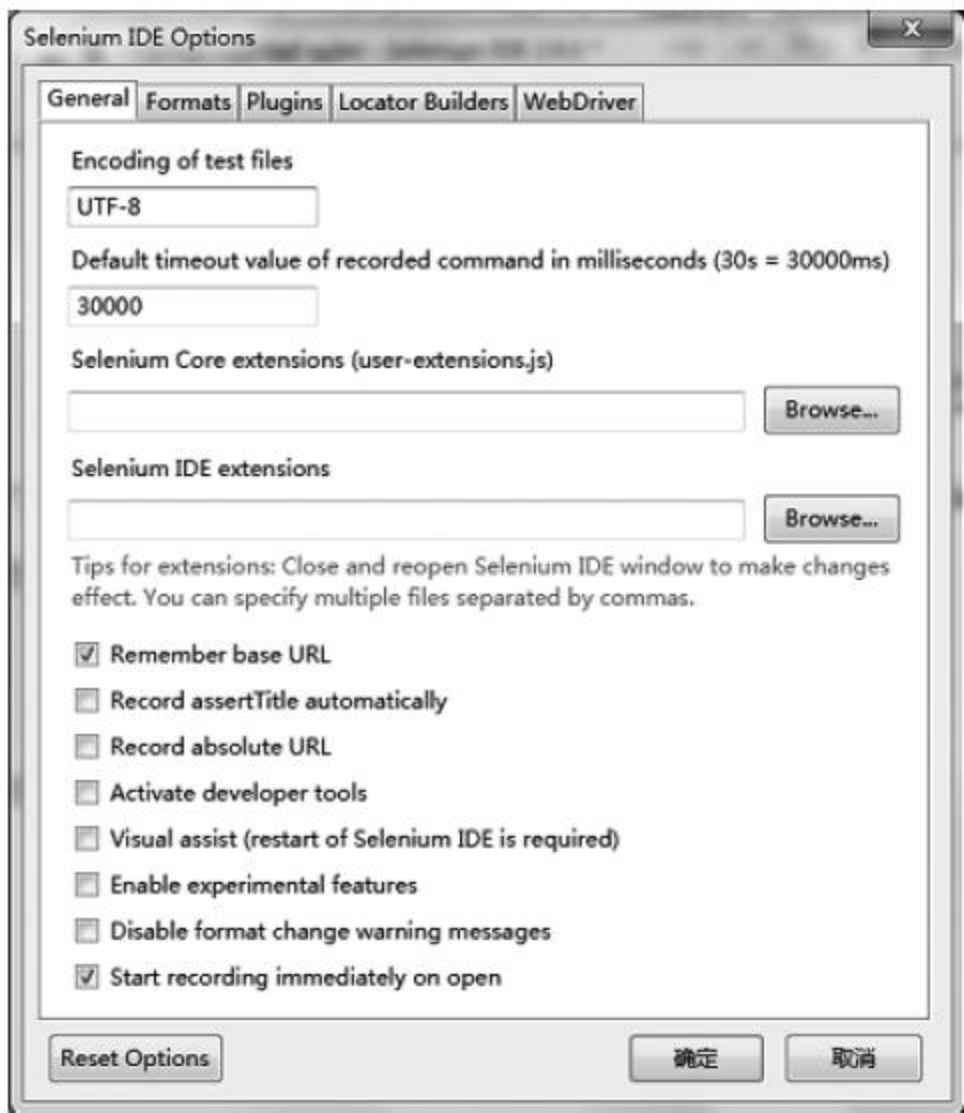 Selenium IDE Options
General Formats Plugins Locator Builders WebDriver
Encoding of test files
UTF-8
Default timeout value of recorded command in milliseconds (30s = 30000ms)
30000
Selenium Core extensions (user-extensions.js)
Browse...
Selenium IDE extensions
Browse...
Tips for extensions: Close and reopen Selenium IDE window to make changes
effect. You can specify multiple files separated by commas.
Remember base URL
Record assertTitle automatically
Record absolute URL
Activate developer tools
Visual assist (restart of Selenium IDE is required)
Enable experimental features
Disable format change warning messages
Start recording immediately on open
Reset Options 确定 取消